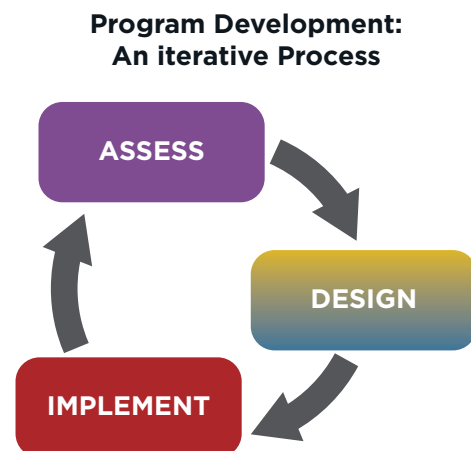 Program Development:
An iterative Process
ASSESS
DESIGN
IMPLEMENT